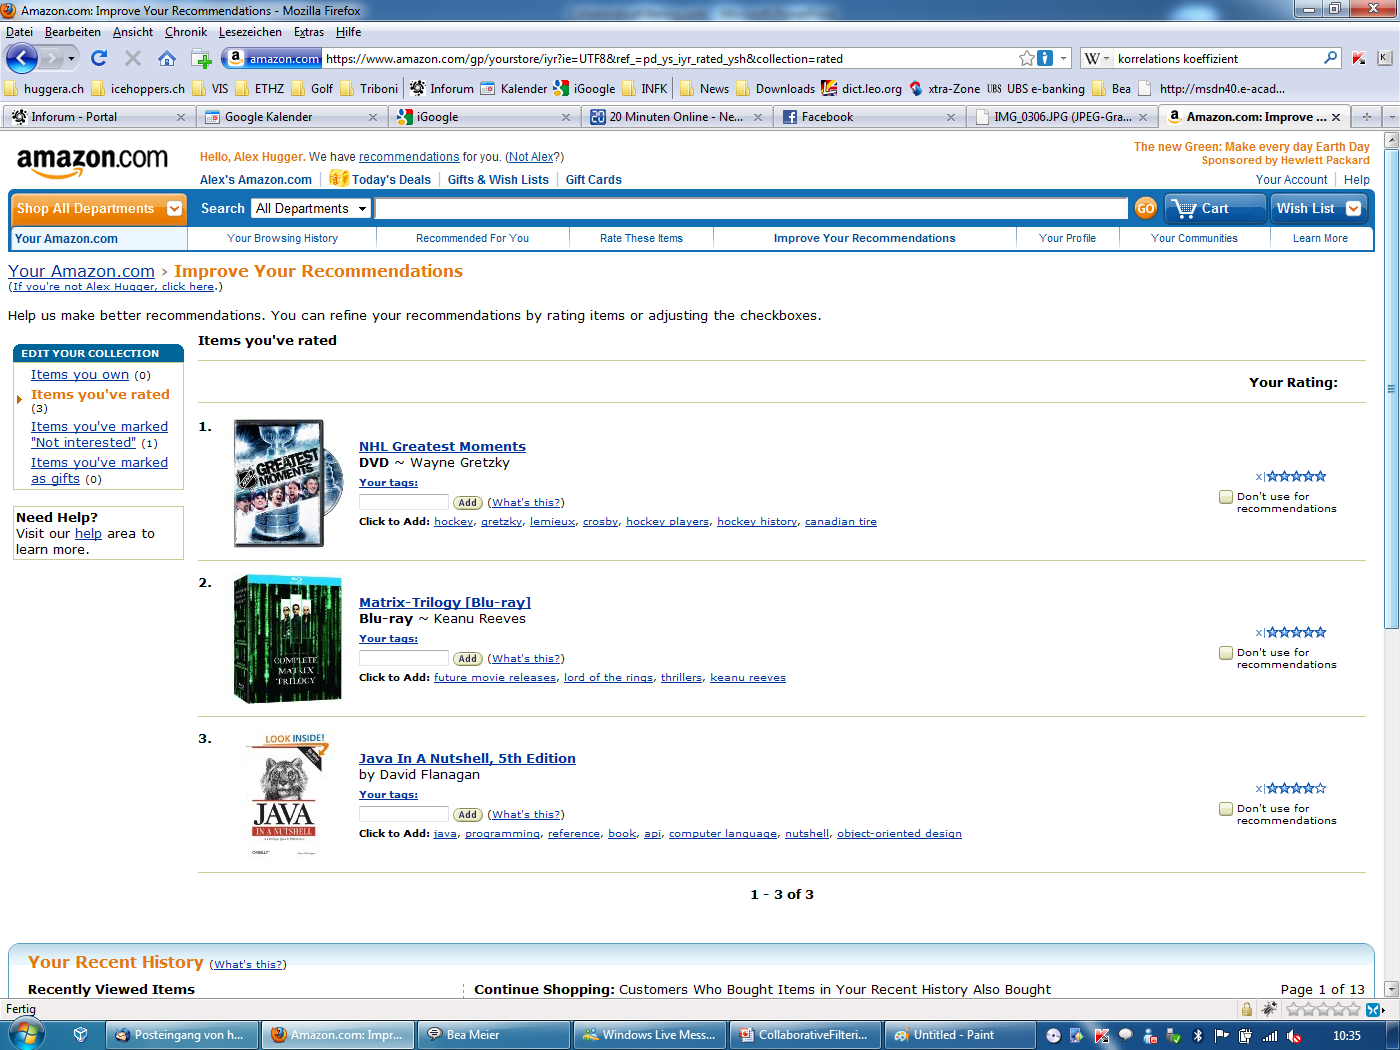 Amazon.com: Improve Your Recommendations - Mozilla Firefox
Datei Bearbeiten Ansicht Chronik Lesezeichen Extras Hilfe
amazon.com https://www.amazon.com/gp/yourstore/iyr?ie=UTF8&ref_=pd_ys_iyr_rated_ysh&collection=rated W korrelations koeffizient
huggera.ch icehoppers.ch VIS ETHZ Golf Triboni Inforum Kalender iGoogle INFK News Downloads dict.leo.org xtra-Zone UBS UBS e-banking Bea http://msdn40.e-acad...
Inforum - Portal Google Kalender iGoogle 20 Minuten Online - Ne... Facebook IMG_0306.JPG (JPEG-Gra... Amazon.com: Improve ...
amazon.com
Hello, Alex Hugger. We have recommendations for you. (Not Alex?)
The new Green: Make every day Earth Day
Sponsored by Hewlett Packard
Alex's Amazon.com Today's Deals Gifts & Wish Lists Gift Cards Your Account Help
Shop All Departments Search All Departments GO Cart Wish List
Your Amazon.com Your Browsing History Recommended For You Rate These Items Improve Your Recommendations Your Profile Your Communities Learn More
Your Amazon.com › Improve Your Recommendations
(If you're not Alex Hugger, click here.)
Help us make better recommendations. You can refine your recommendations by rating items or adjusting the checkboxes.
EDIT YOUR COLLECTION
Items you own (0)
Items you've rated
(3)
Items you've marked
"Not interested" (1)
Items you've marked
as gifts (0)
Need Help?
Visit our help area to
learn more.
Items you've rated
Your Rating:
1.
GREATEST
MOMENTS
NHL Greatest Moments
DVD ~ Wayne Gretzky
Your tags:
Add (What's this?)
Click to Add: hockey, gretzky, lemieux, crosby, hockey players, hockey history, canadian tire
x|
Don't use for
recommendations
2.
COMPLETE
MATRIX
TRILOGY
Matrix-Trilogy [Blu-ray]
Blu-ray ~ Keanu Reeves
Your tags:
Add (What's this?)
Click to Add: future movie releases, lord of the rings, thrillers, keanu reeves
x|
Don't use for
recommendations
3.
LOOK INSIDE!
JAVA
IN A NUTSHELL
O'REILLY
Java In A Nutshell, 5th Edition
by David Flanagan
Your tags:
Add (What's this?)
Click to Add: java, programming, reference, book, api, computer language, nutshell, object-oriented design
x|
Don't use for
recommendations
1 - 3 of 3
Your Recent History (What's this?)
Recently Viewed Items Continue Shopping: Customers Who Bought Items in Your Recent History Also Bought Page 1 of 13
Fertig
Posteingang von h... Amazon.com: Impr... Bea Meier Windows Live Mess... CollaborativeFilteri... Untitled - Paint 10:35